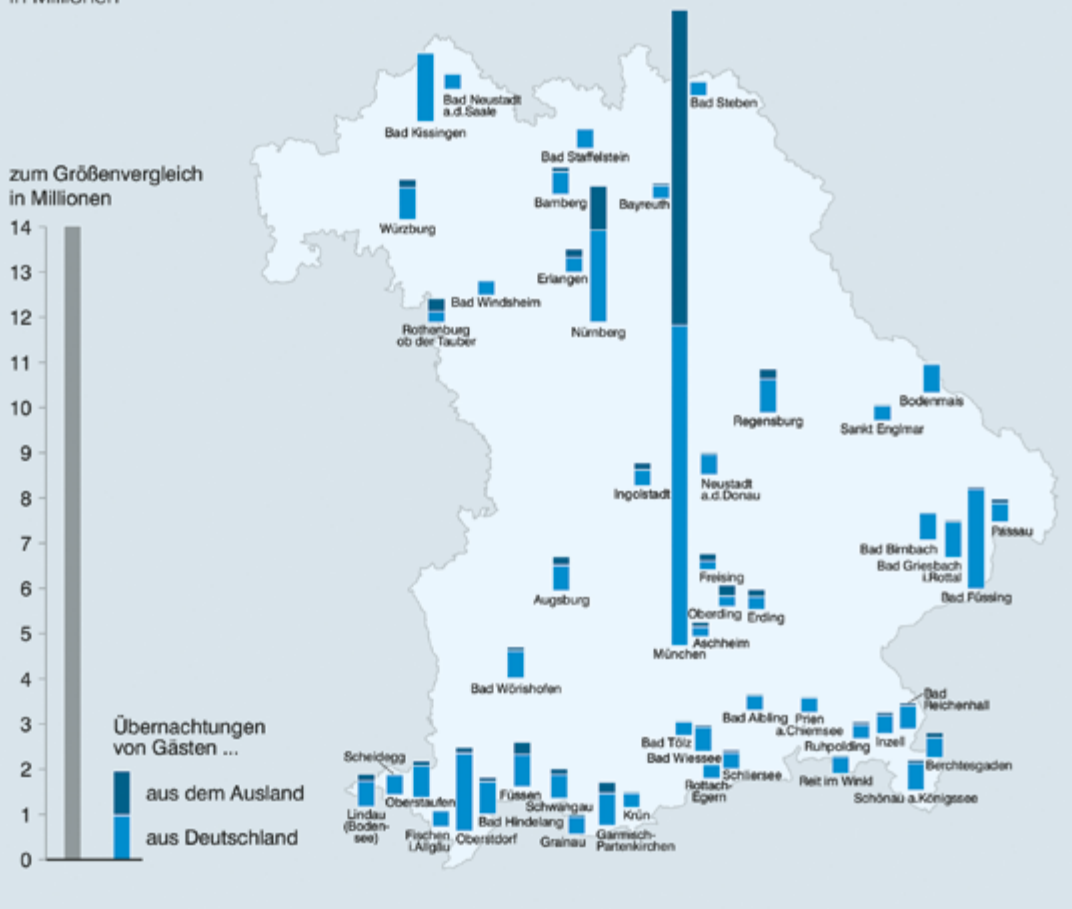 in Millionen
Bad Neustadt
a.d.Saale
Bad Kissingen
Bad Steben
Bad Staffelstein
zum Größenvergleich
in Millionen
Bamberg
Bayreuth
Würzburg
Erlangen
Bad Windsheim
Rothenburg
ob der Tauber
Nürnberg
14
13
12
11
10
9
8
7
6
5
4
3
2
1
0
Bodenmais
Regensburg
Sankt Englmar
Ingolstadt
Neustadt
a.d.Donau
Passau
Bad Birnbach
Bad Griesbach
i.Rottal
Bad Füssing
Freising
Augsburg
Oberding
Erding
Aschheim
München
Bad Wörishofen
Bad
Reichenhall
Bad Aibling
Prien
a.Chiemsee
Übernachtungen
von Gästen ...
aus dem Ausland
aus Deutschland
Bad Tölz
Bad Wiessee
Ruhpolding
Inzell
Scheidegg
Berchtesgaden
Schliersee
Reit im Winkl
Rottach-
Egern
Schönau a.Königssee
Füssen
Oberstaufen
Schwangau
Lindau
(Boden-
see)
Bad Hindelang
Krün
Fischen
i.Allgäu
Oberstdorf
Grainau
Garmisch-
Partenkirchen